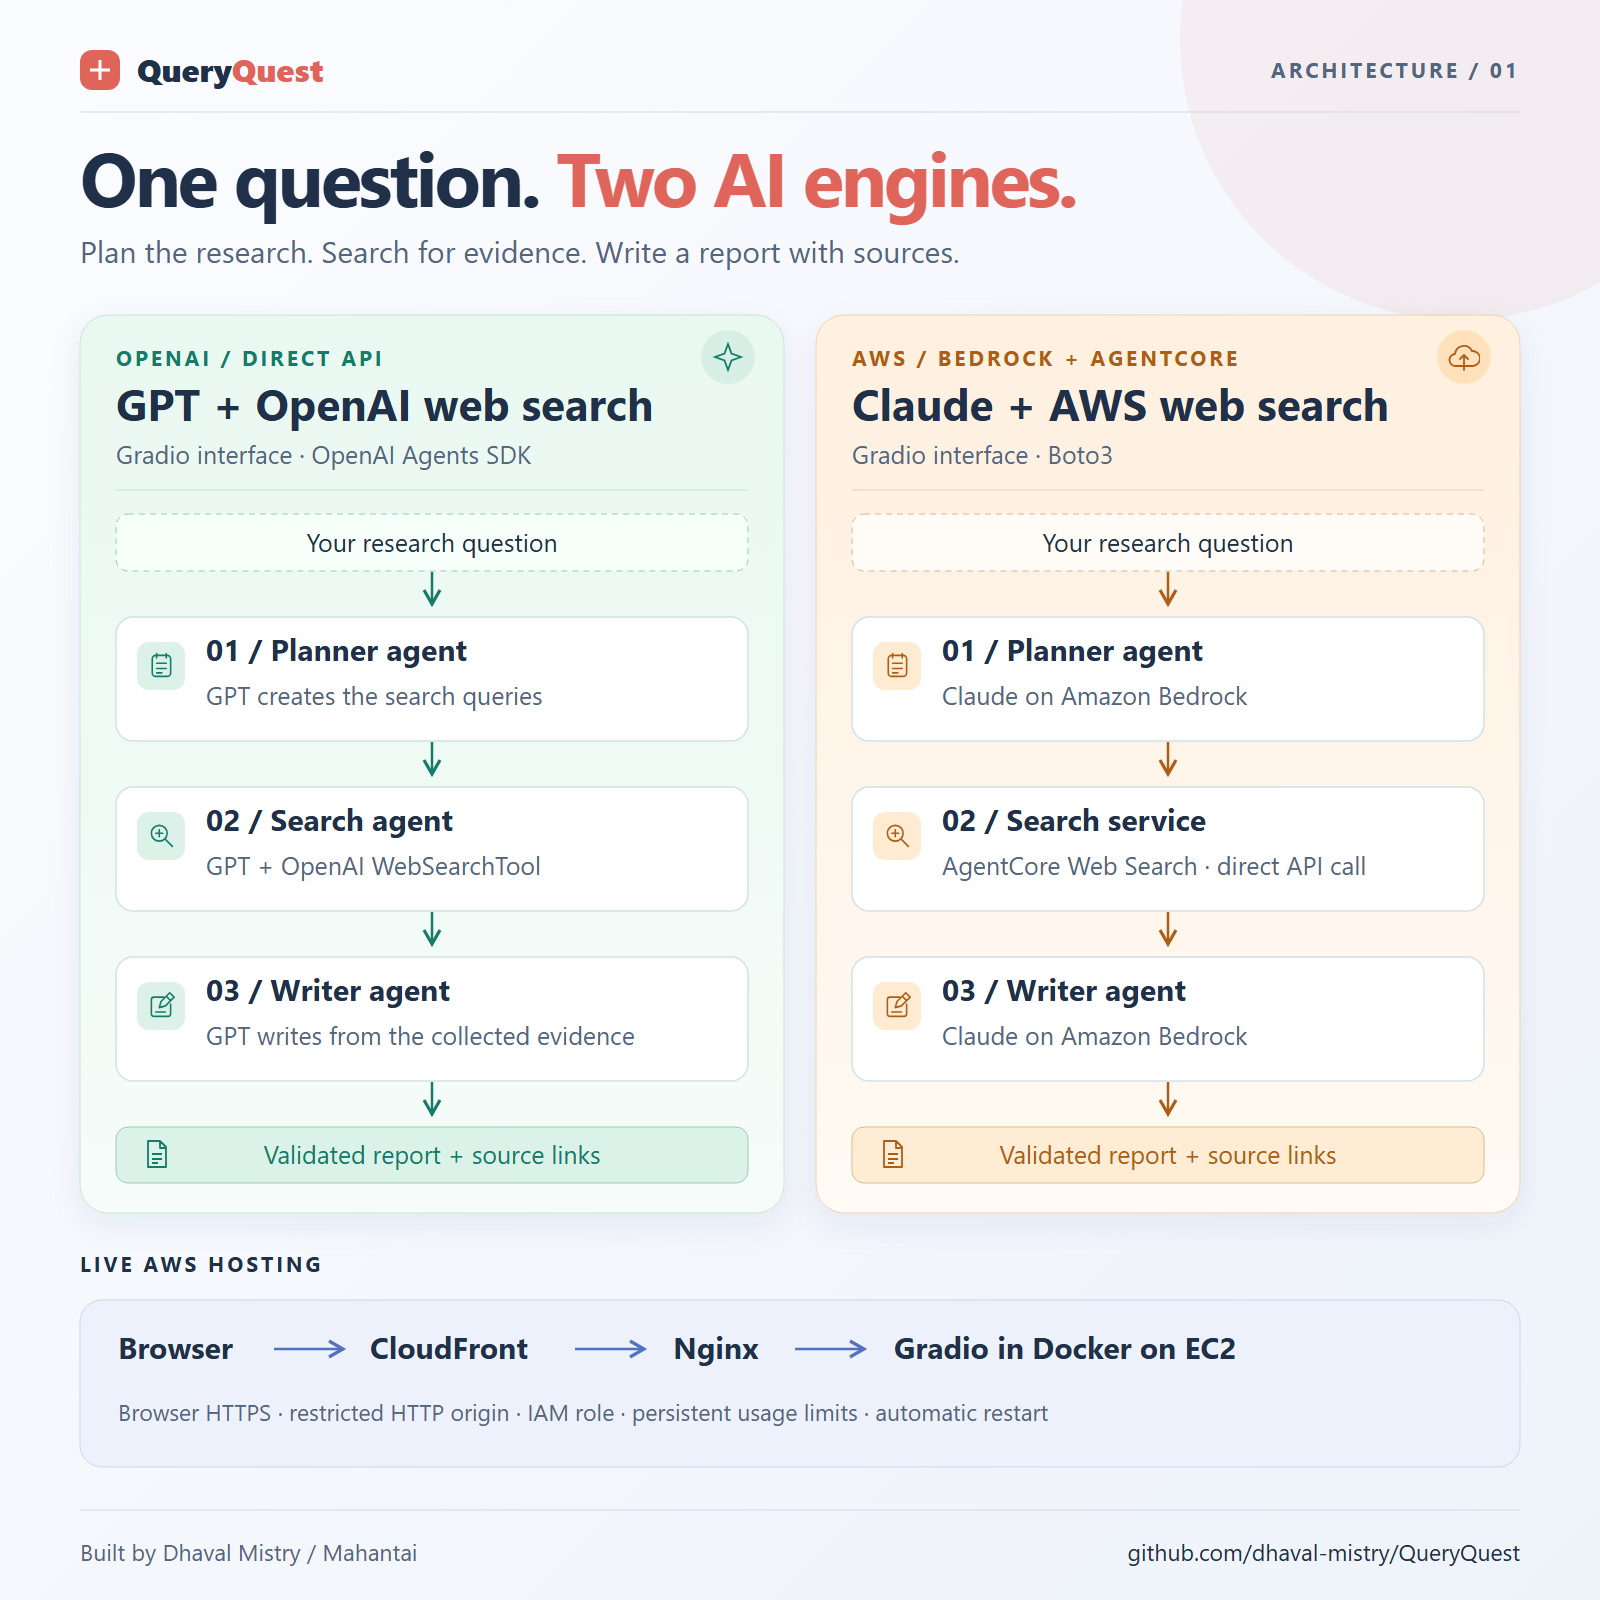 QueryQuest
ARCHITECTURE / 01
One question. Two AI engines.
Plan the research. Search for evidence. Write a report with sources.
OPENAI / DIRECT API
GPT + OpenAI web search
Gradio interface · OpenAI Agents SDK
Your research question
01 / Planner agent
GPT creates the search queries
02 / Search agent
GPT + OpenAI WebSearchTool
03 / Writer agent
GPT writes from the collected evidence
Validated report + source links
AWS / BEDROCK + AGENTCORE
Claude + AWS web search
Gradio interface · Boto3
Your research question
01 / Planner agent
Claude on Amazon Bedrock
02 / Search service
AgentCore Web Search · direct API call
03 / Writer agent
Claude on Amazon Bedrock
Validated report + source links
LIVE AWS HOSTING
Browser
CloudFront
Nginx
Gradio in Docker on EC2
Browser HTTPS · restricted HTTP origin · IAM role · persistent usage limits · automatic restart
Built by Dhaval Mistry / Mahantai
github.com/dhaval-mistry/QueryQuest